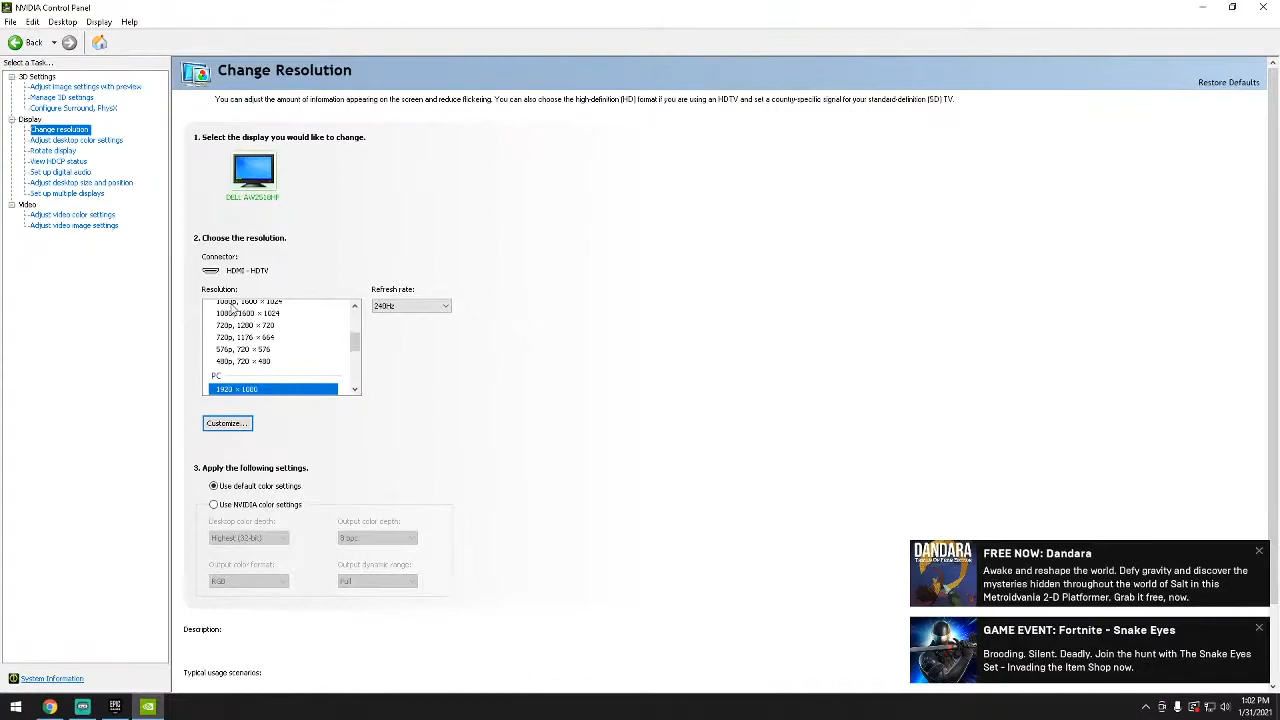 NVIDIA Control Panel
File Edit Desktop Display Help
Back
Select a Task...
3D Settings
Adjust image settings with preview
Manage 3D settings
Configure Surround, PhysX
Display
Change resolution
Adjust desktop color settings
Rotate display
View HDCP status
Set up digital audio
Adjust desktop size and position
Set up multiple displays
Video
Adjust video color settings
Adjust video image settings
System Information
Change Resolution
Restore Defaults
You can adjust the amount of information appearing on the screen and reduce flickering. You can also choose the high-definition (HD) format if you are using an HDTV and a country-specific signal for your standard-definition (SD) TV.
1. Select the display you would like to change.
DELL AW2518HF
2. Choose the resolution.
Connector:
HDMI - HDTV
Resolution:
Refresh rate:
1080p, 1600 × 1024
240Hz
1080i, 1600 × 1024
720p, 1280 × 720
720p, 1176 × 664
576p, 720 × 576
480p, 720 × 480
PC
1920 × 1080
Customize...
3. Apply the following settings.
Use default color settings
Use NVIDIA color settings
Desktop color depth: Output color depth:
Highest (32-bit) 8 bpc
Output color format: Output dynamic range:
RGB Full
Description:
Typical usage scenarios:
DANDARA
FREE NOW: Dandara
Awake and reshape the world. Defy gravity and discover the
mysteries hidden throughout the world of Salt in this
Metroidvania 2-D Platformer. Grab it free, now.
GAME EVENT: Fortnite - Snake Eyes
Brooding. Silent. Deadly. Join the hunt with The Snake Eyes
Set - Invading the Item Shop now.
EPIC
1:02 PM
1/31/2021